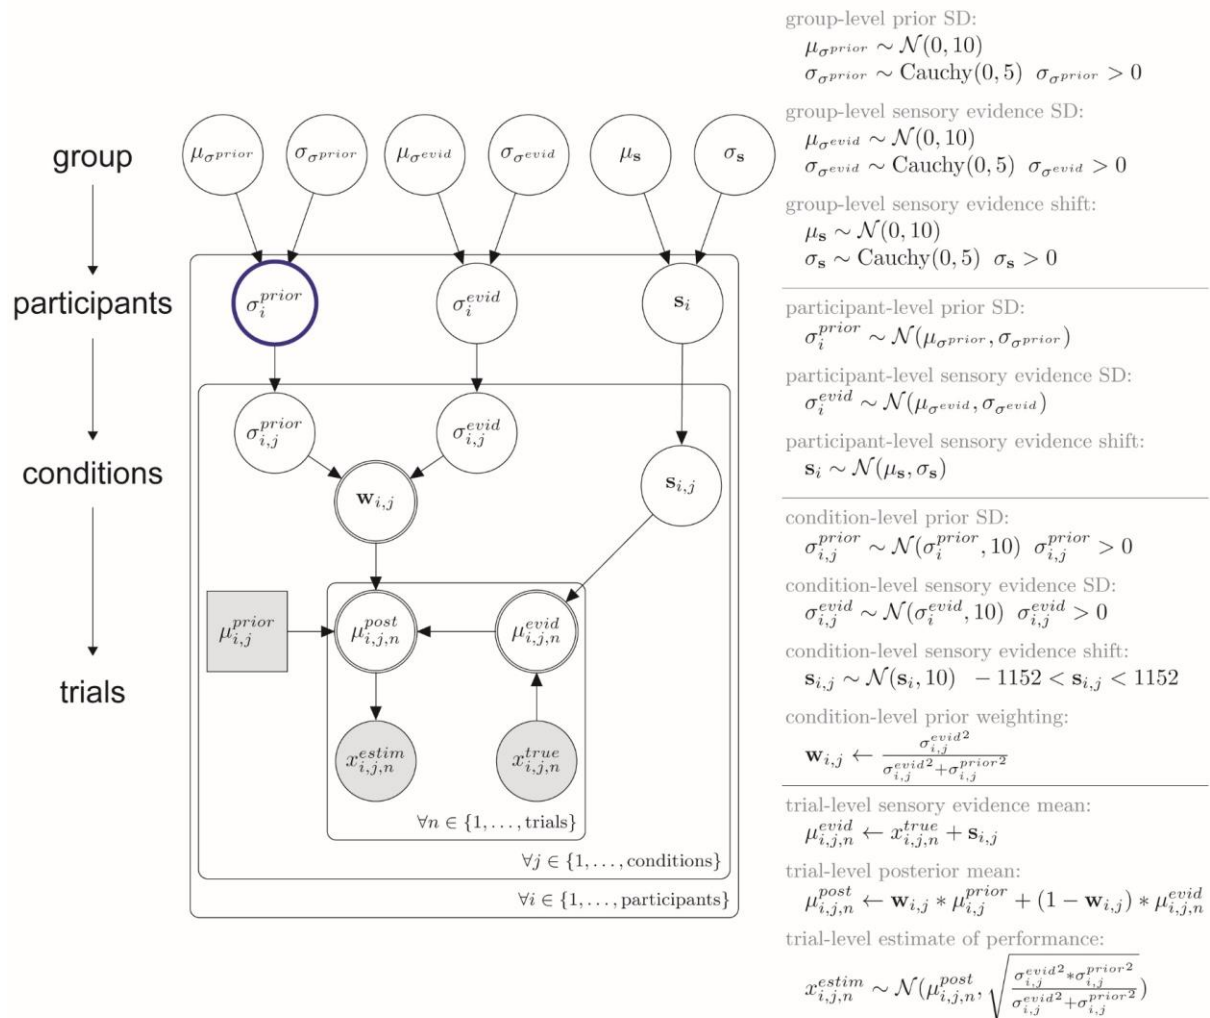 group
participants
conditions
trials
μ_{σ^{prior}}
σ_{σ^{prior}}
μ_{σ^{evid}}
σ_{σ^{evid}}
μ_𝐬
σ_𝐬
σ_i^{prior}
σ_i^{evid}
𝐬_i
σ_{i,j}^{prior}
σ_{i,j}^{evid}
𝐰_{i,j}
𝐬_{i,j}
μ_{i,j}^{prior}
μ_{i,j,n}^{post}
μ_{i,j,n}^{evid}
x_{i,j,n}^{estim}
x_{i,j,n}^{true}
∀n ∈ {1, …, trials}
∀j ∈ {1, …, conditions}
∀i ∈ {1, …, participants}
group-level prior SD:
μ_{σ^{prior}} ∼ 𝒩(0, 10)
σ_{σ^{prior}} ∼ Cauchy(0, 5) σ_{σ^{prior}} > 0
group-level sensory evidence SD:
μ_{σ^{evid}} ∼ 𝒩(0, 10)
σ_{σ^{evid}} ∼ Cauchy(0, 5) σ_{σ^{evid}} > 0
group-level sensory evidence shift:
μ_𝐬 ∼ 𝒩(0, 10)
σ_𝐬 ∼ Cauchy(0, 5) σ_𝐬 > 0
participant-level prior SD:
σ_i^{prior} ∼ 𝒩(μ_{σ^{prior}}, σ_{σ^{prior}})
participant-level sensory evidence SD:
σ_i^{evid} ∼ 𝒩(μ_{σ^{evid}}, σ_{σ^{evid}})
participant-level sensory evidence shift:
𝐬_i ∼ 𝒩(μ_𝐬, σ_𝐬)
condition-level prior SD:
σ_{i,j}^{prior} ∼ 𝒩(σ_i^{prior}, 10) σ_{i,j}^{prior} > 0
condition-level sensory evidence SD:
σ_{i,j}^{evid} ∼ 𝒩(σ_i^{evid}, 10) σ_{i,j}^{evid} > 0
condition-level sensory evidence shift:
𝐬_{i,j} ∼ 𝒩(𝐬_i, 10) − 1152 < 𝐬_{i,j} < 1152
condition-level prior weighting:
𝐰_{i,j} ← \frac{σ_{i,j}^{evid^2}}{σ_{i,j}^{evid^2} + σ_{i,j}^{prior^2}}
trial-level sensory evidence mean:
μ_{i,j,n}^{evid} ← x_{i,j,n}^{true} + 𝐬_{i,j}
trial-level posterior mean:
μ_{i,j,n}^{post} ← 𝐰_{i,j} * μ_{i,j}^{prior} + (1 − 𝐰_{i,j}) * μ_{i,j,n}^{evid}
trial-level estimate of performance:
x_{i,j,n}^{estim} ∼ 𝒩(μ_{i,j,n}^{post}, \sqrt{\frac{σ_{i,j}^{evid^2} * σ_{i,j}^{prior^2}}{σ_{i,j}^{evid^2} + σ_{i,j}^{prior^2}}})